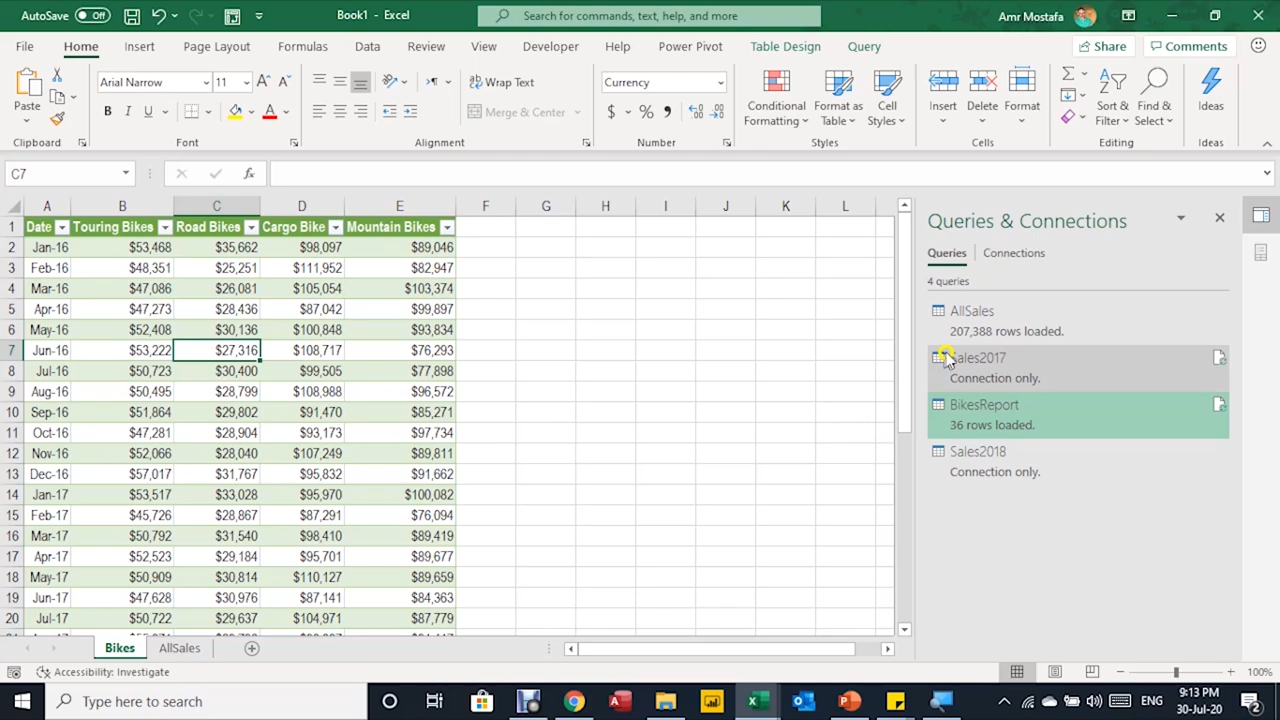 AutoSave Off
Book1 - Excel
Search for commands, text, help, and more
Amr Mostafa
File Home Insert Page Layout Formulas Data Review View Developer Help Power Pivot Table Design Query Share Comments
Arial Narrow 11 Wrap Text Currency
Paste B I U Merge & Center $ % Conditional Formatting Format as Table Cell Styles Insert Delete Format Sort & Filter Find & Select Ideas
Clipboard Font Alignment Number Styles Cells Editing Ideas
C7 fx
A B C D E F G H I J K L
1 Date Touring Bikes Road Bikes Cargo Bike Mountain Bikes
2 Jan-16 $53,468 $35,662 $98,097 $89,046
3 Feb-16 $48,351 $25,251 $111,952 $82,947
4 Mar-16 $47,086 $26,081 $105,054 $103,374
5 Apr-16 $47,273 $28,436 $87,042 $99,897
6 May-16 $52,408 $30,136 $100,848 $93,834
7 Jun-16 $53,222 $27,316 $108,717 $76,293
8 Jul-16 $50,723 $30,400 $99,505 $77,898
9 Aug-16 $50,495 $28,799 $108,988 $96,572
10 Sep-16 $51,864 $29,802 $91,470 $85,271
11 Oct-16 $47,281 $28,904 $93,173 $97,734
12 Nov-16 $52,066 $28,040 $107,249 $89,811
13 Dec-16 $57,017 $31,767 $95,832 $91,662
14 Jan-17 $53,517 $33,028 $95,970 $100,082
15 Feb-17 $45,726 $28,867 $87,291 $76,094
16 Mar-17 $50,792 $31,540 $98,410 $89,419
17 Apr-17 $52,523 $29,184 $95,701 $89,677
18 May-17 $50,909 $30,814 $110,127 $89,659
19 Jun-17 $47,628 $30,976 $87,141 $84,363
20 Jul-17 $50,722 $29,637 $104,971 $87,779
Queries & Connections
Queries Connections
4 queries
AllSales
207,388 rows loaded.
Sales2017
Connection only.
BikesReport
36 rows loaded.
Sales2018
Connection only.
Bikes AllSales
Accessibility: Investigate
100%
Type here to search
ENG
9:13 PM
30-Jul-20
2